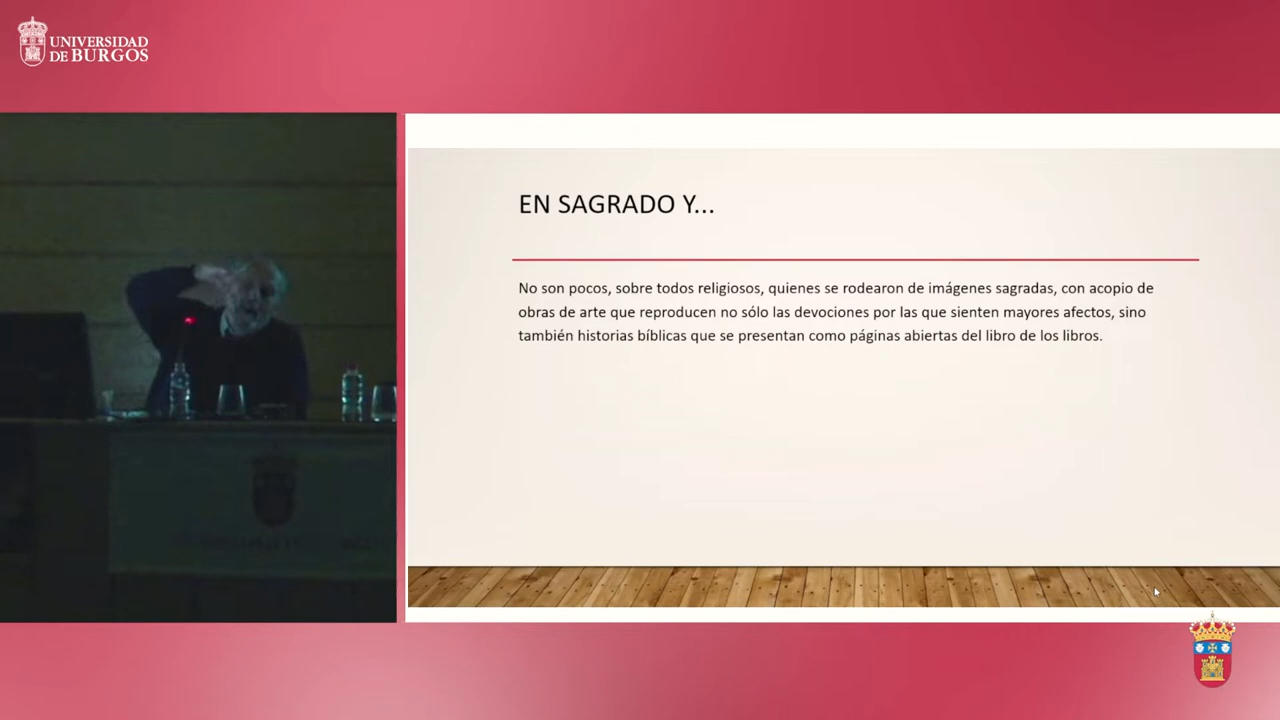 UNIVERSIDAD
DE BURGOS
EN SAGRADO Y...
No son pocos, sobre todos religiosos, quienes se rodearon de imágenes sagradas, con acopio de
obras de arte que reproducen no sólo las devociones por las que sienten mayores afectos, sino
también historias bíblicas que se presentan como páginas abiertas del libro de los libros.